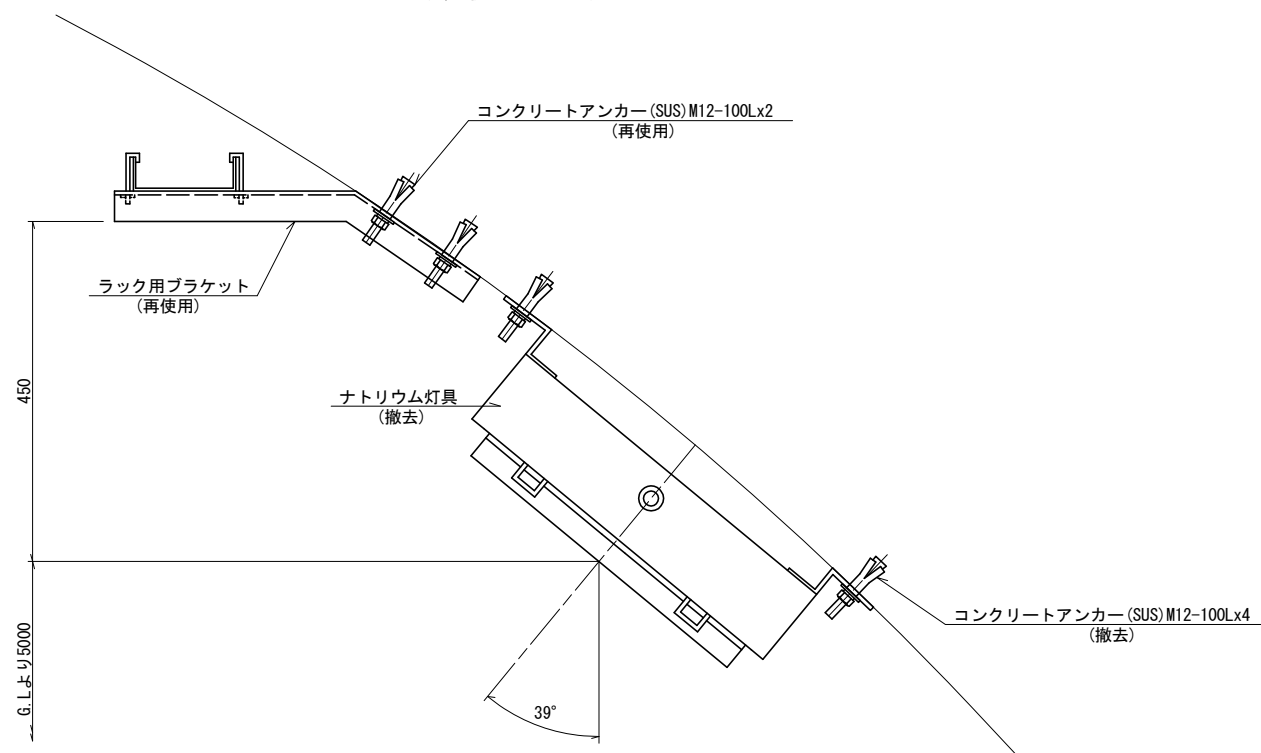 コンクリートアンカー(SUS)M12-100Lx2
(再使用)
ラック用ブラケット
(再使用)
450
ナトリウム灯具
(撤去)
コンクリートアンカー(SUS)M12-100Lx4
(撤去)
G.Lより5000
39°